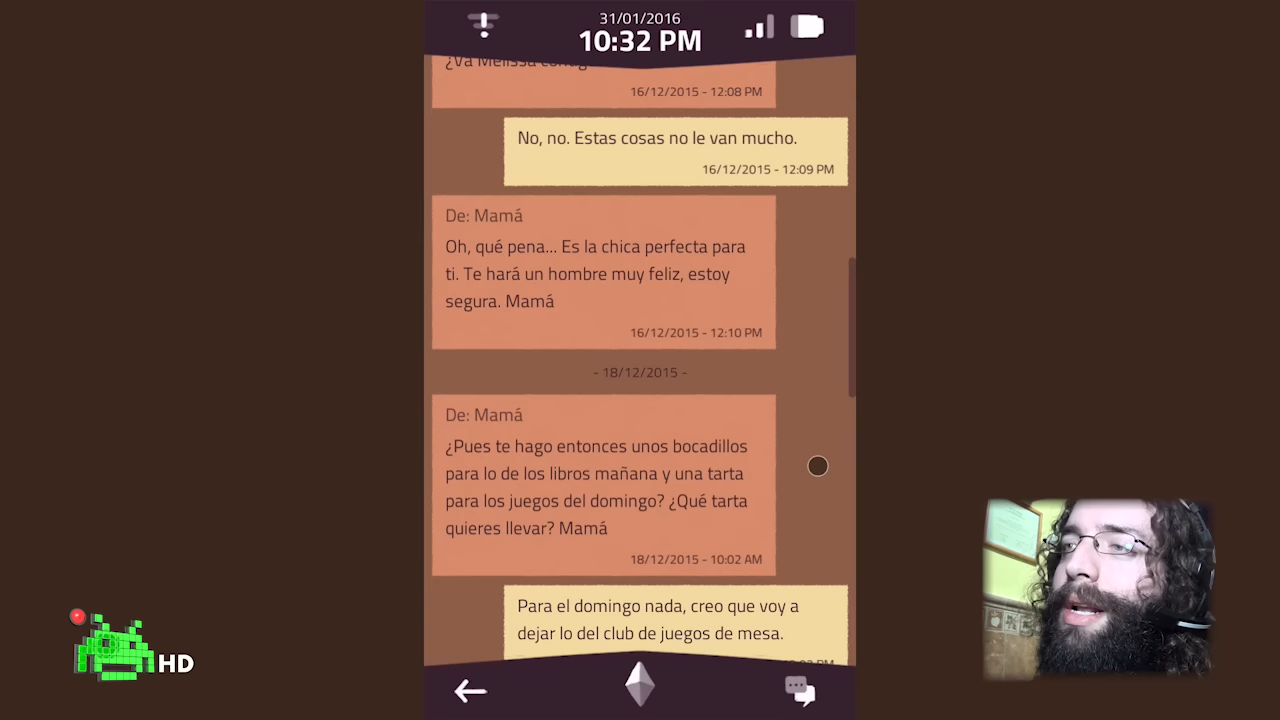 31/01/2016
10:32 PM
¿Va Melissa
16/12/2015 - 12:08 PM
No, no. Estas cosas no le van mucho.
16/12/2015 - 12:09 PM
De: Mamá
Oh, qué pena... Es la chica perfecta para
ti. Te hará un hombre muy feliz, estoy
segura. Mamá
16/12/2015 - 12:10 PM
- 18/12/2015 -
De: Mamá
¿Pues te hago entonces unos bocadillos
para lo de los libros mañana y una tarta
para los juegos del domingo? ¿Qué tarta
quieres llevar? Mamá
18/12/2015 - 10:02 AM
Para el domingo nada, creo que voy a
dejar lo del club de juegos de mesa.
HD